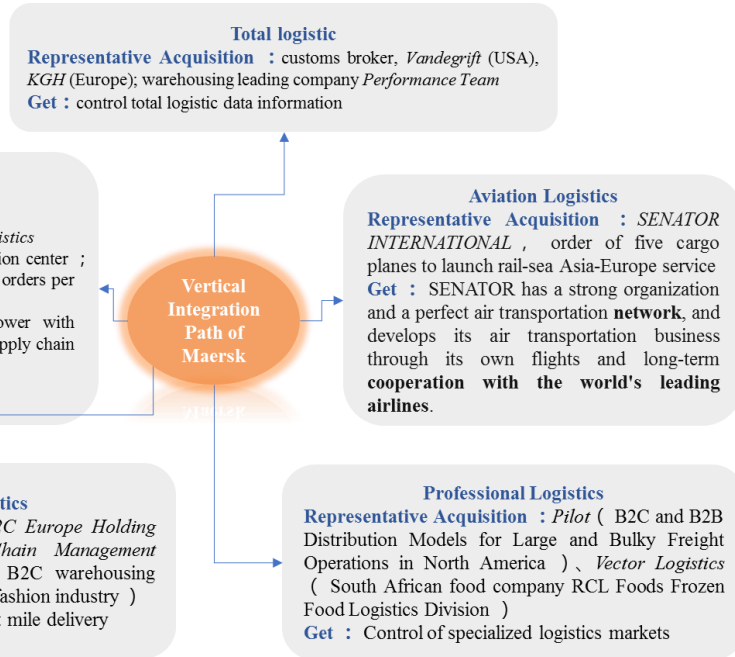 Total logistic
Representative Acquisition ：customs broker, Vandegrift (USA),
KGH (Europe); warehousing leading company Performance Team
Get：control total logistic data information
istics
ion center ；
orders per
ower with
pply chain
Vertical
Integration
Path of
Maersk
Aviation Logistics
Representative Acquisition ：SENATOR
INTERNATIONAL ， order of five cargo
planes to launch rail-sea Asia-Europe service
Get ： SENATOR has a strong organization
and a perfect air transportation network, and
develops its air transportation business
through its own flights and long-term
cooperation with the world's leading
airlines.
stics
2C Europe Holding
Chain Management
B2C warehousing
fashion industry ）
t mile delivery
Professional Logistics
Representative Acquisition ：Pilot（ B2C and B2B
Distribution Models for Large and Bulky Freight
Operations in North America ）、Vector Logistics
（ South African food company RCL Foods Frozen
Food Logistics Division ）
Get ： Control of specialized logistics markets